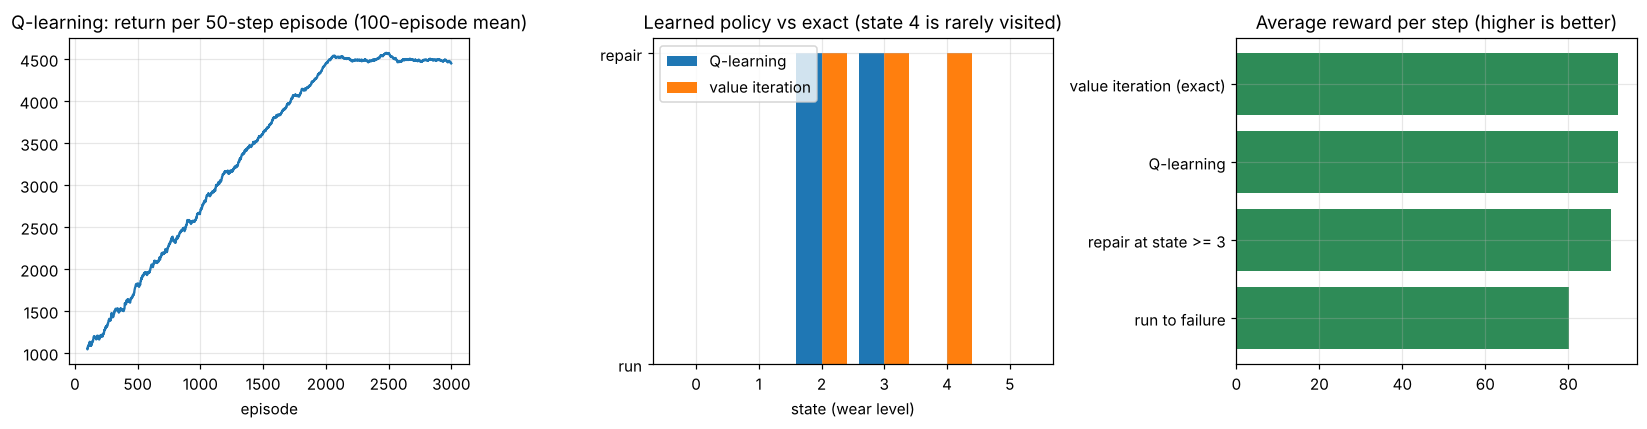 Q-learning: return per 50-step episode (100-episode mean)
4500
4000
3500
3000
2500
2000
1500
1000
0 500 1000 1500 2000 2500 3000
episode
Learned policy vs exact (state 4 is rarely visited)
repair
run
Q-learning
value iteration
0 1 2 3 4 5
state (wear level)
Average reward per step (higher is better)
value iteration (exact)
Q-learning
repair at state >= 3
run to failure
0 20 40 60 80